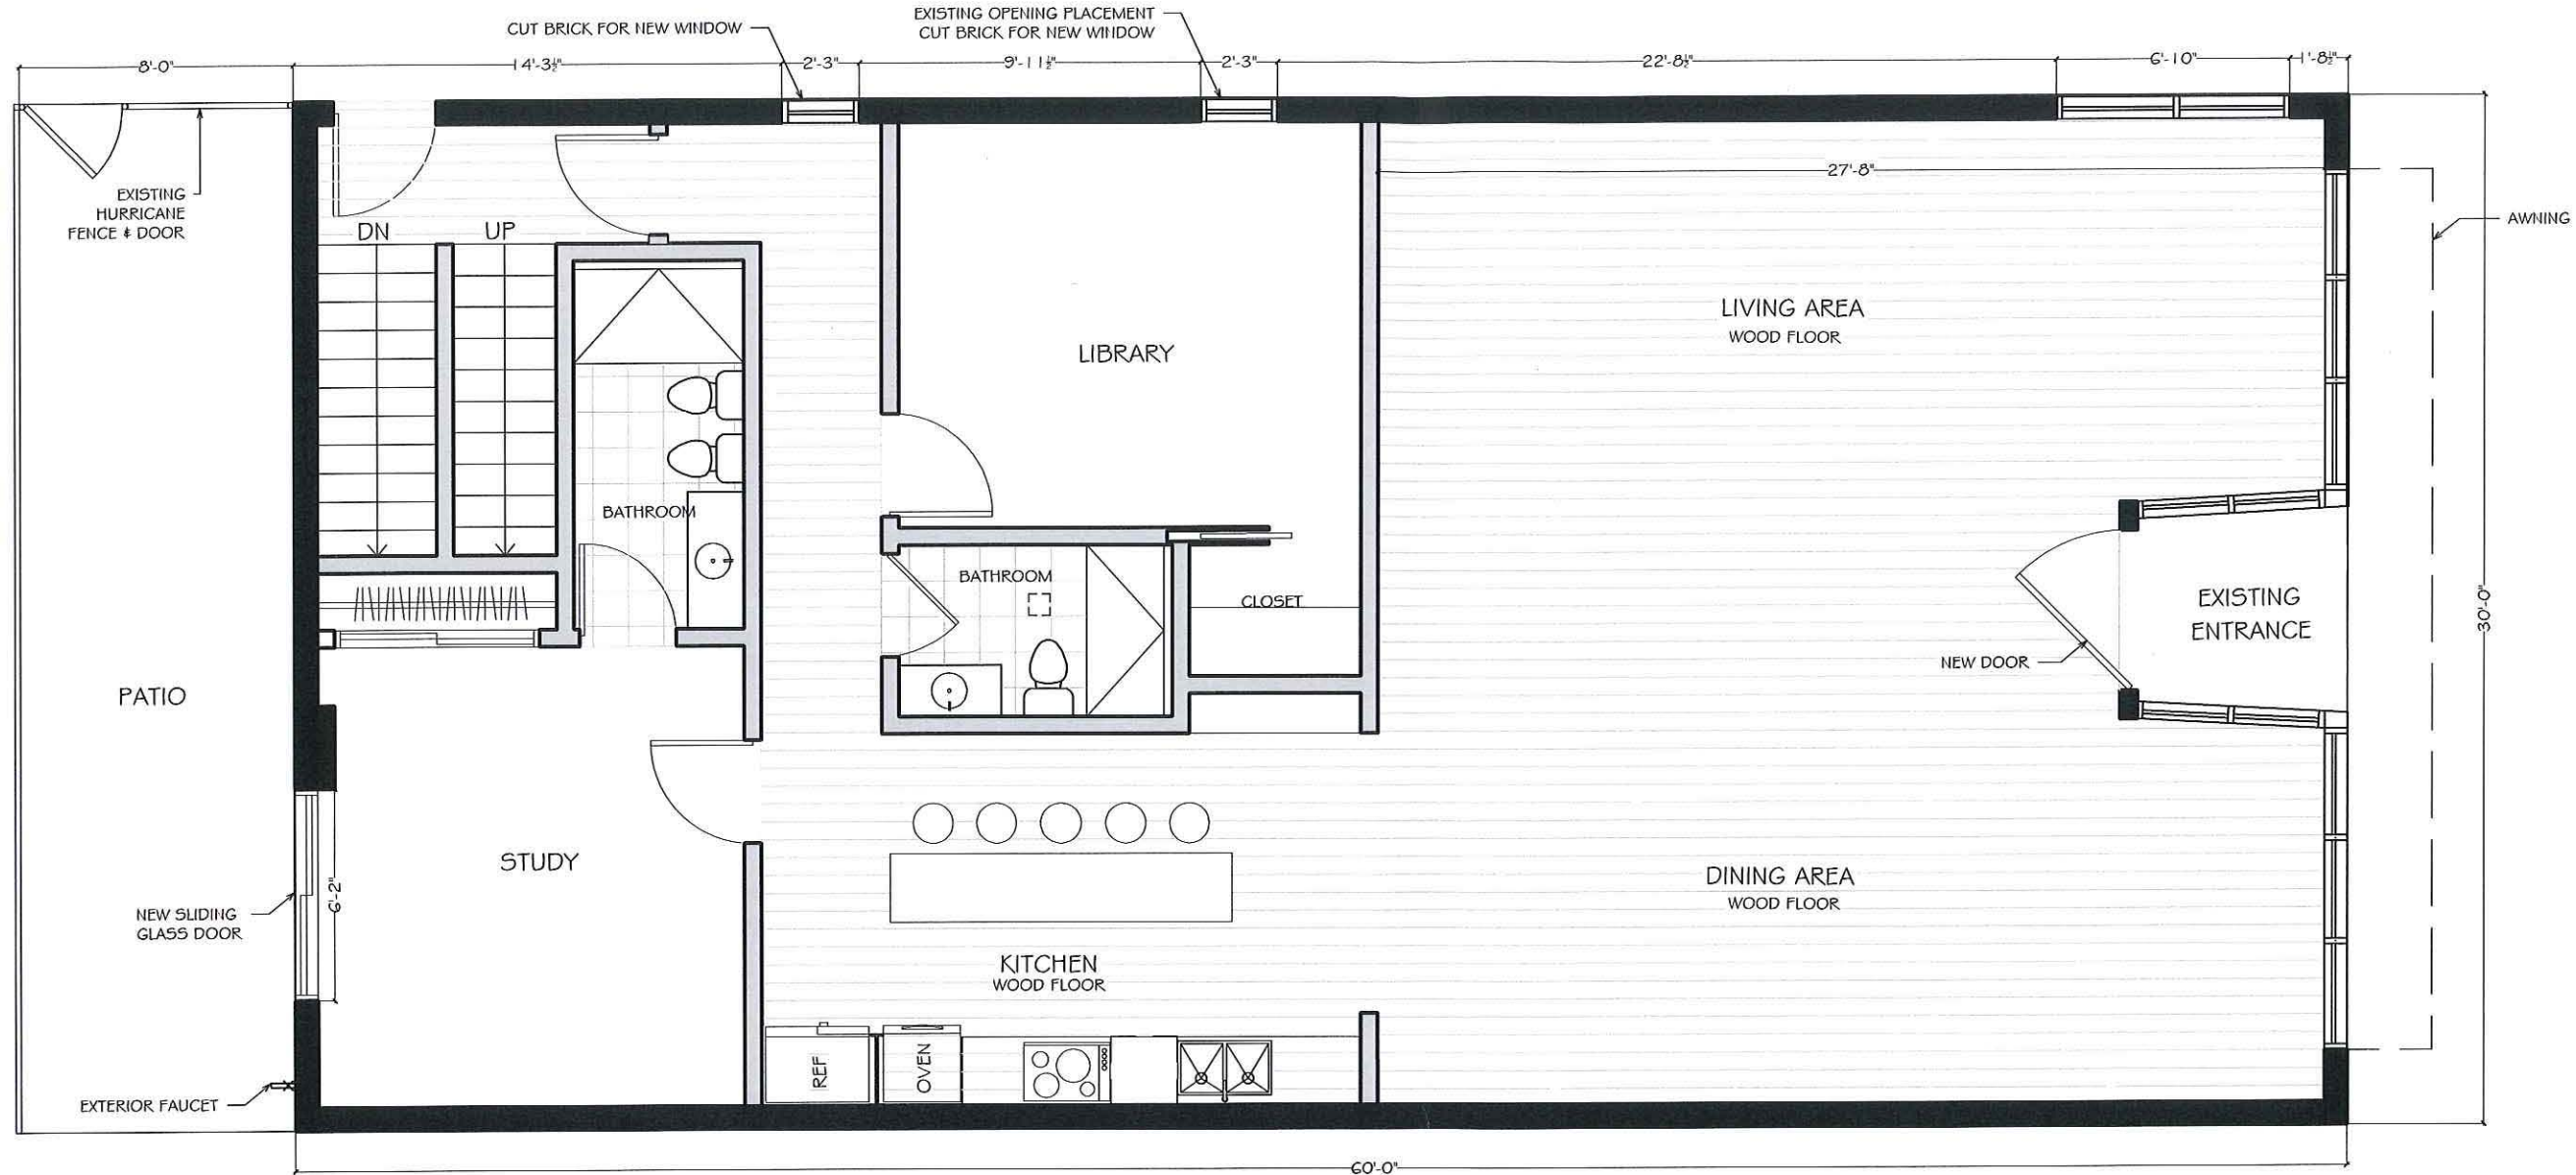 EXISTING OPENING PLACEMENT
CUT BRICK FOR NEW WINDOW
CUT BRICK FOR NEW WINDOW
8'-0"
14'-3½"
2'-3"
9'-11½"
2'-3"
22'-8½"
6'-10"
1'-8½"
27'-8"
EXISTING
HURRICANE
FENCE & DOOR
AWNING
DN
UP
LIVING AREA
WOOD FLOOR
LIBRARY
BATHROOM
BATHROOM
CLOSET
EXISTING
ENTRANCE
30'-0"
NEW DOOR
PATIO
STUDY
DINING AREA
WOOD FLOOR
6'-2"
NEW SLIDING
GLASS DOOR
KITCHEN
WOOD FLOOR
REF
OVEN
EXTERIOR FAUCET
60'-0"